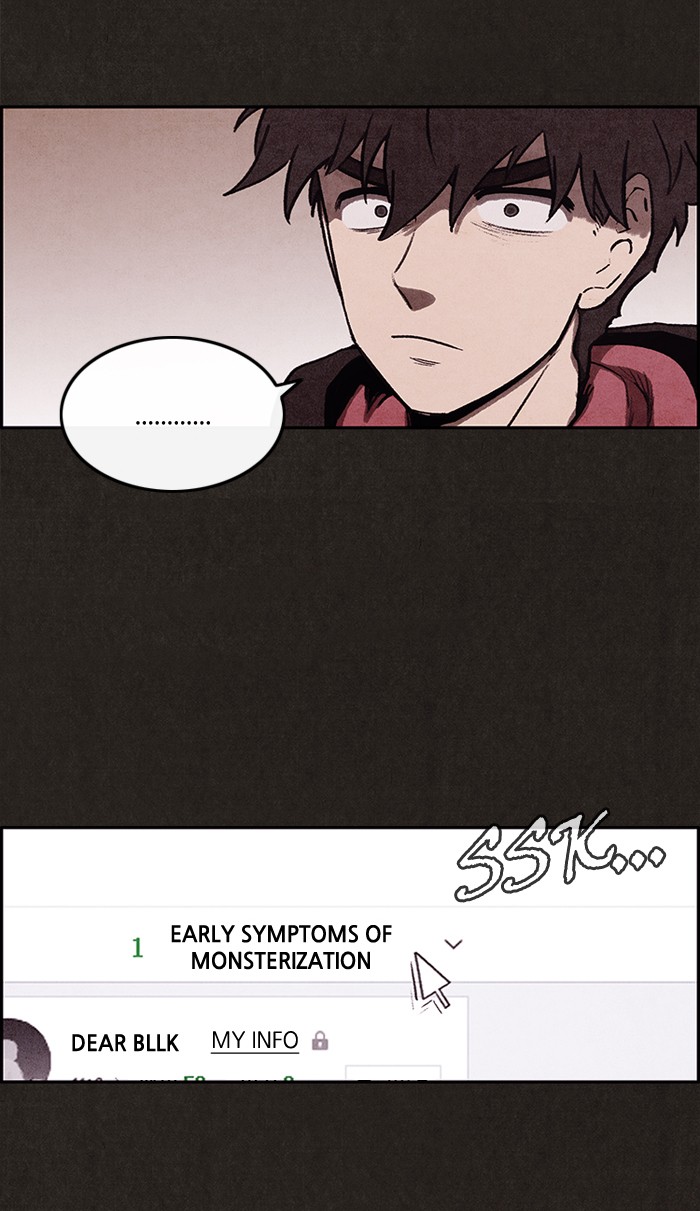 ............
SSK...
1
EARLY SYMPTOMS OF
MONSTERIZATION
DEAR BLLK MY INFO